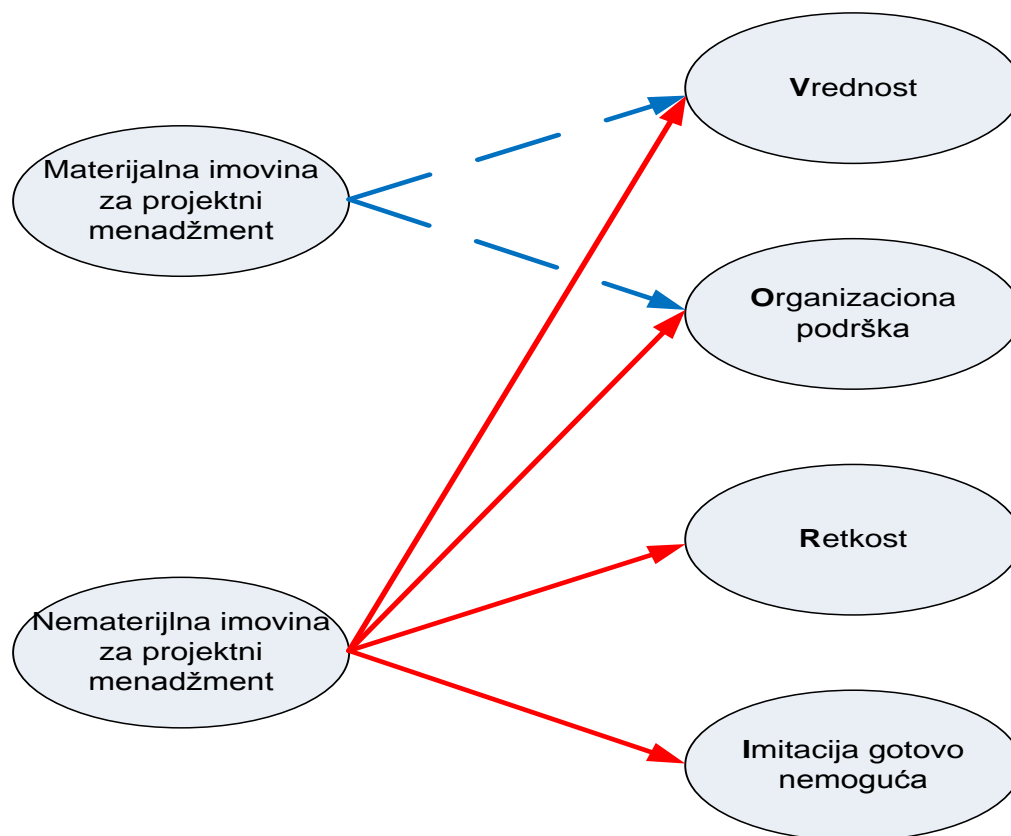 Vrednost
Materijalna imovina
za projektni
menadžment
Organizaciona
podrška
Retkost
Nematerijlna imovina
za projektni
menadžment
Imitacija gotovo
nemoguća